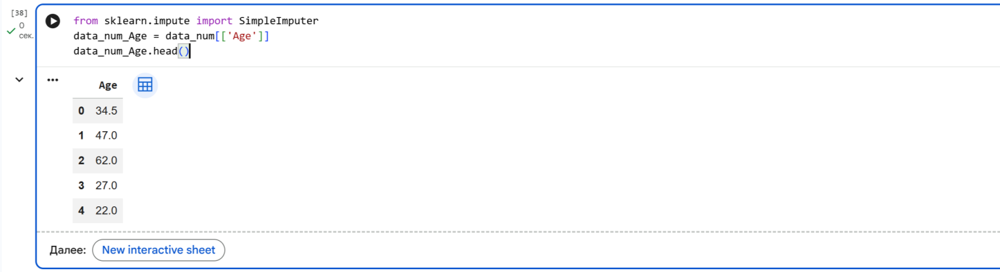 [38]
0
сек.
from sklearn.impute import SimpleImputer
data_num_Age = data_num[['Age']]
data_num_Age.head()
Age
0 34.5
1 47.0
2 62.0
3 27.0
4 22.0
Далее: New interactive sheet